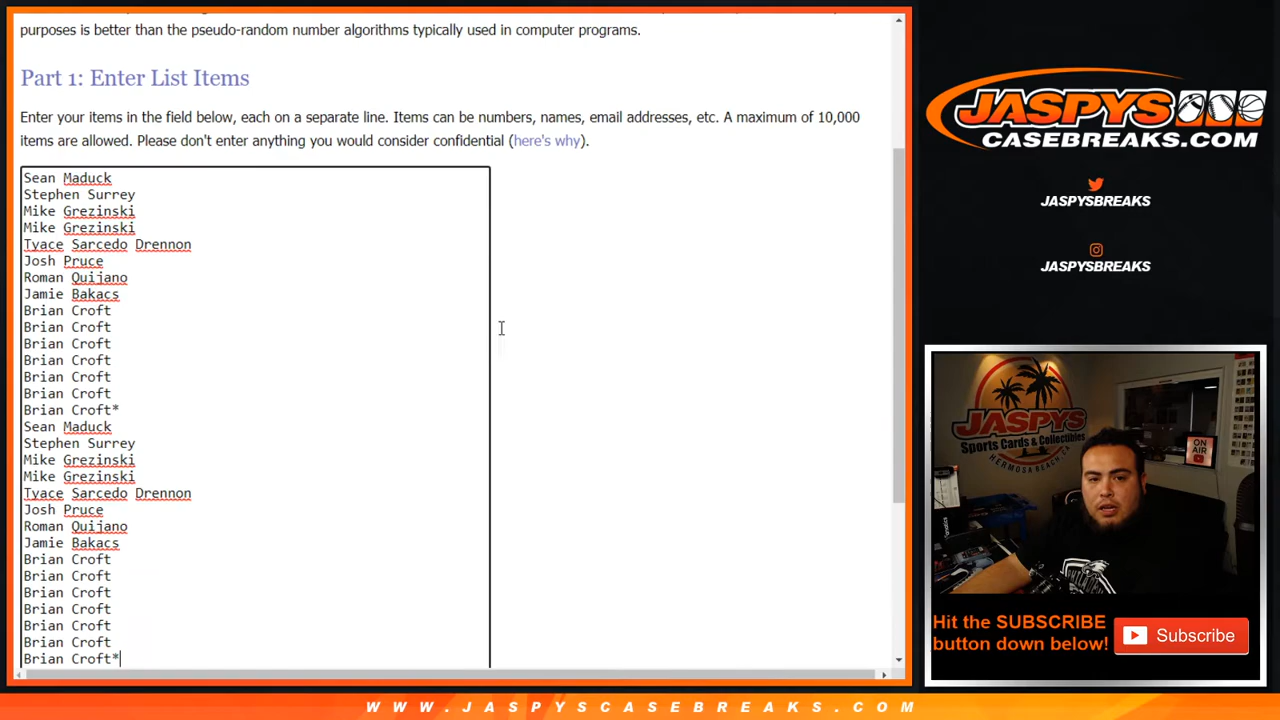 purposes is better than the pseudo-random number algorithms typically used in computer programs.
Part 1: Enter List Items
Enter your items in the field below, each on a separate line. Items can be numbers, names, email addresses, etc. A maximum of 10,000
items are allowed. Please don't enter anything you would consider confidential (here's why).
Sean Maduck
Stephen Surrey
Mike Grezinski
Mike Grezinski
Tyace Sarcedo Drennon
Josh Pruce
Roman Quijano
Jamie Bakacs
Brian Croft
Brian Croft
Brian Croft
Brian Croft
Brian Croft
Brian Croft
Brian Croft*
Sean Maduck
Stephen Surrey
Mike Grezinski
Mike Grezinski
Tyace Sarcedo Drennon
Josh Pruce
Roman Quijano
Jamie Bakacs
Brian Croft
Brian Croft
Brian Croft
Brian Croft
Brian Croft
Brian Croft
Brian Croft*
JASPYS
CASEBREAKS.COM
JASPYSBREAKS
JASPYSBREAKS
JASPYS
Sports Cards & Collectibles
HERMOSA BEACH, CA
ON AIR
Hit the SUBSCRIBE
button down below!
Subscribe
WWW.JASPYSCASEBREAKS.COM